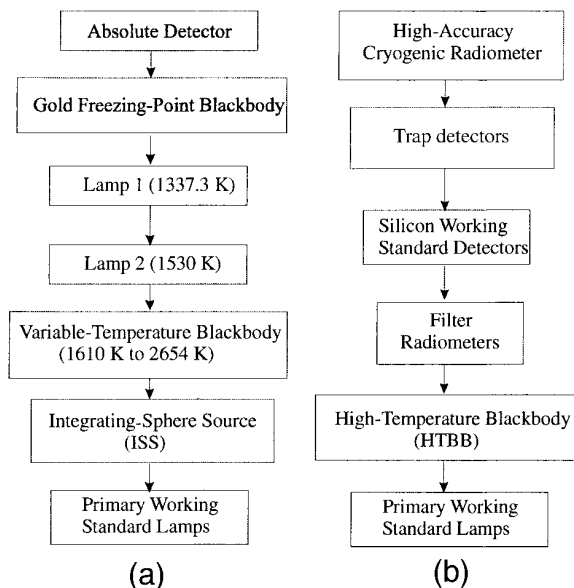 Absolute Detector
Gold Freezing-Point Blackbody
Lamp 1 (1337.3 K)
Lamp 2 (1530 K)
Variable-Temperature Blackbody
(1610 K to 2654 K)
Integrating-Sphere Source
(ISS)
Primary Working
Standard Lamps
(a)
High-Accuracy
Cryogenic Radiometer
Trap detectors
Silicon Working
Standard Detectors
Filter
Radiometers
High-Temperature Blackbody
(HTBB)
Primary Working
Standard Lamps
(b)